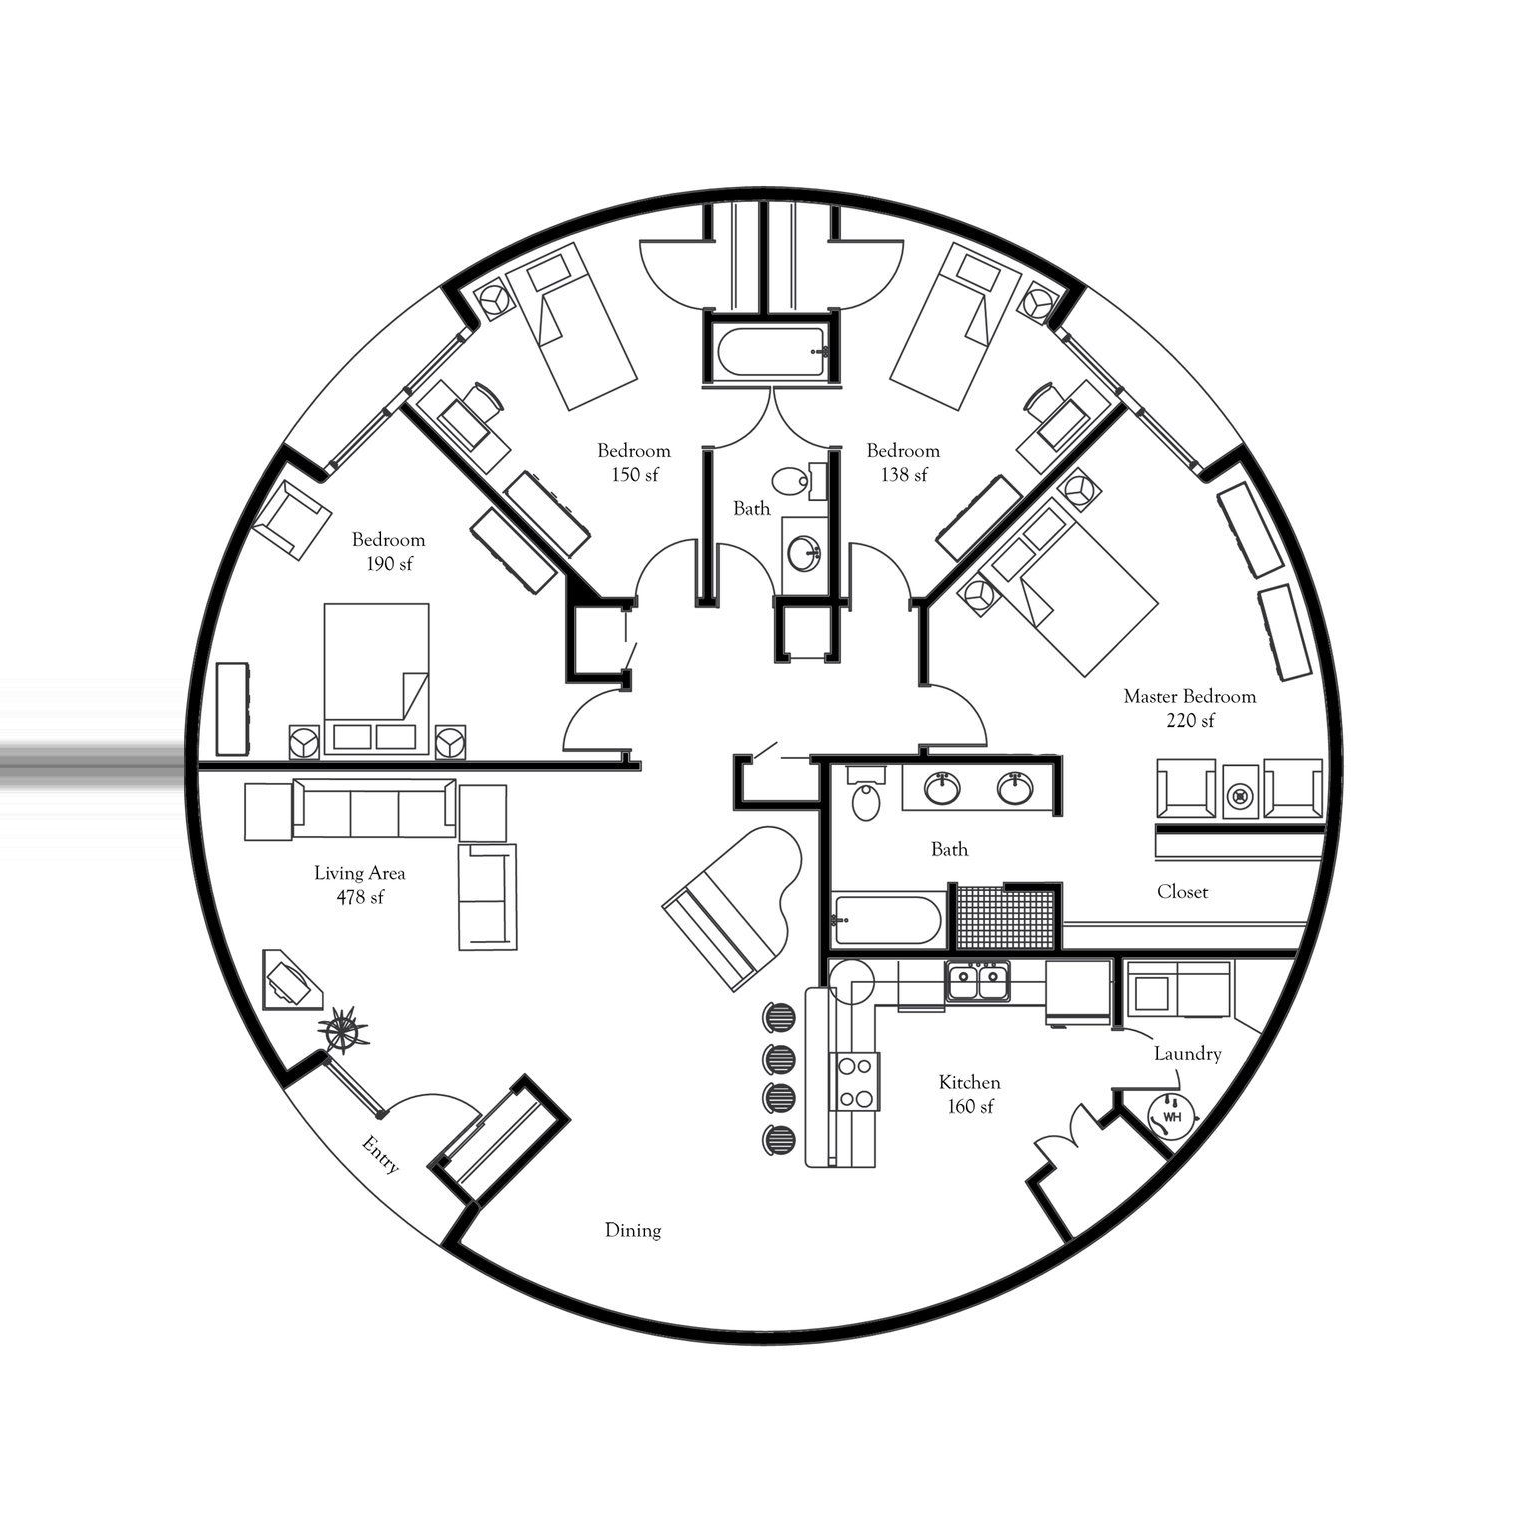 Bedroom
150 sf
Bedroom
138 sf
Bath
Bedroom
190 sf
Master Bedroom
220 sf
Bath
Living Area
478 sf
Closet
Laundry
Kitchen
160 sf
WH
Entry
Dining